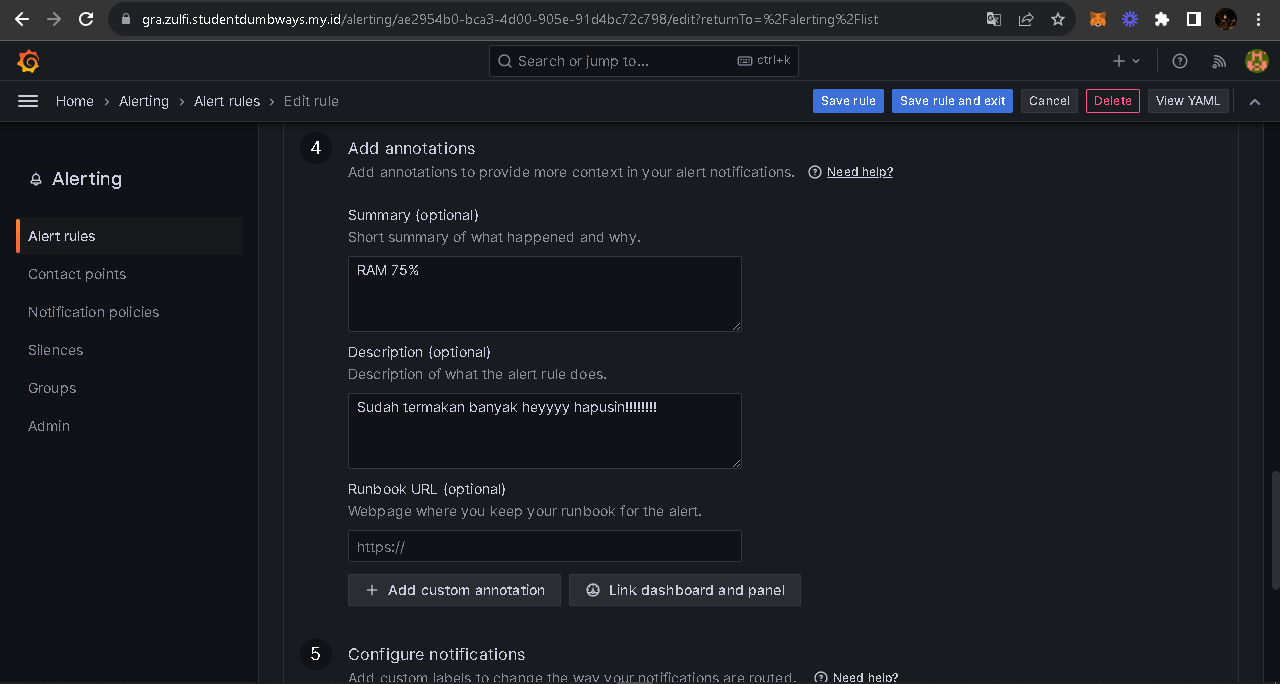 gra.zulfi.studentdumbways.my.id/alerting/ae2954b0-bca3-4d00-905e-91d4bc72c798/edit?returnTo=%2Falerting%2Flist
Search or jump to... ctrl+k
Home › Alerting › Alert rules › Edit rule
Save rule Save rule and exit Cancel Delete View YAML
Alerting
Alert rules
Contact points
Notification policies
Silences
Groups
Admin
4 Add annotations
Add annotations to provide more context in your alert notifications. Need help?
Summary (optional)
Short summary of what happened and why.
RAM 75%
Description (optional)
Description of what the alert rule does.
Sudah termakan banyak heyyyy hapusin!!!!!!!!
Runbook URL (optional)
Webpage where you keep your runbook for the alert.
https://
+ Add custom annotation Link dashboard and panel
5 Configure notifications
Add custom labels to change the way your notifications are routed. Need help?